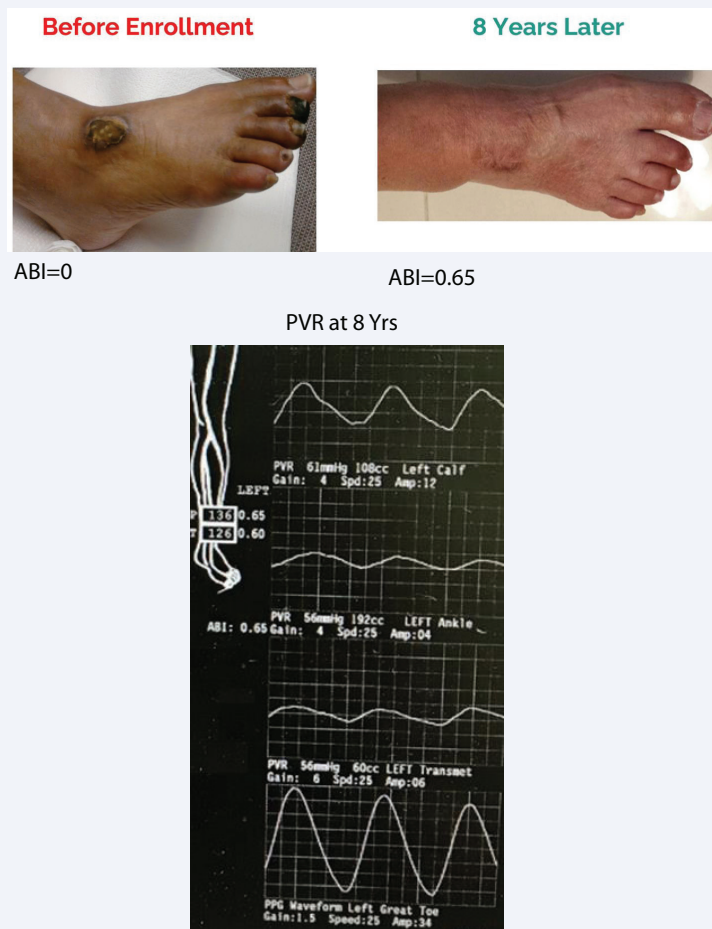 Before Enrollment
8 Years Later
ABI=0
ABI=0.65
PVR at 8 Yrs
PVR 61mmHg 108cc Left Calf
Gain: 4 Spd:25 Amp:12
LEFT
P 136 0.65
T 126 0.60
PVR 56mmHg 192cc LEFT Ankle
ABI: 0.65 Gain: 4 Spd:25 Amp:04
PVR 56mmHg 60cc LEFT Transmet
Gain: 6 Spd:25 Amp:06
PPG Waveform Left Great Toe
Gain:1.5 Speed:25 Amp:34